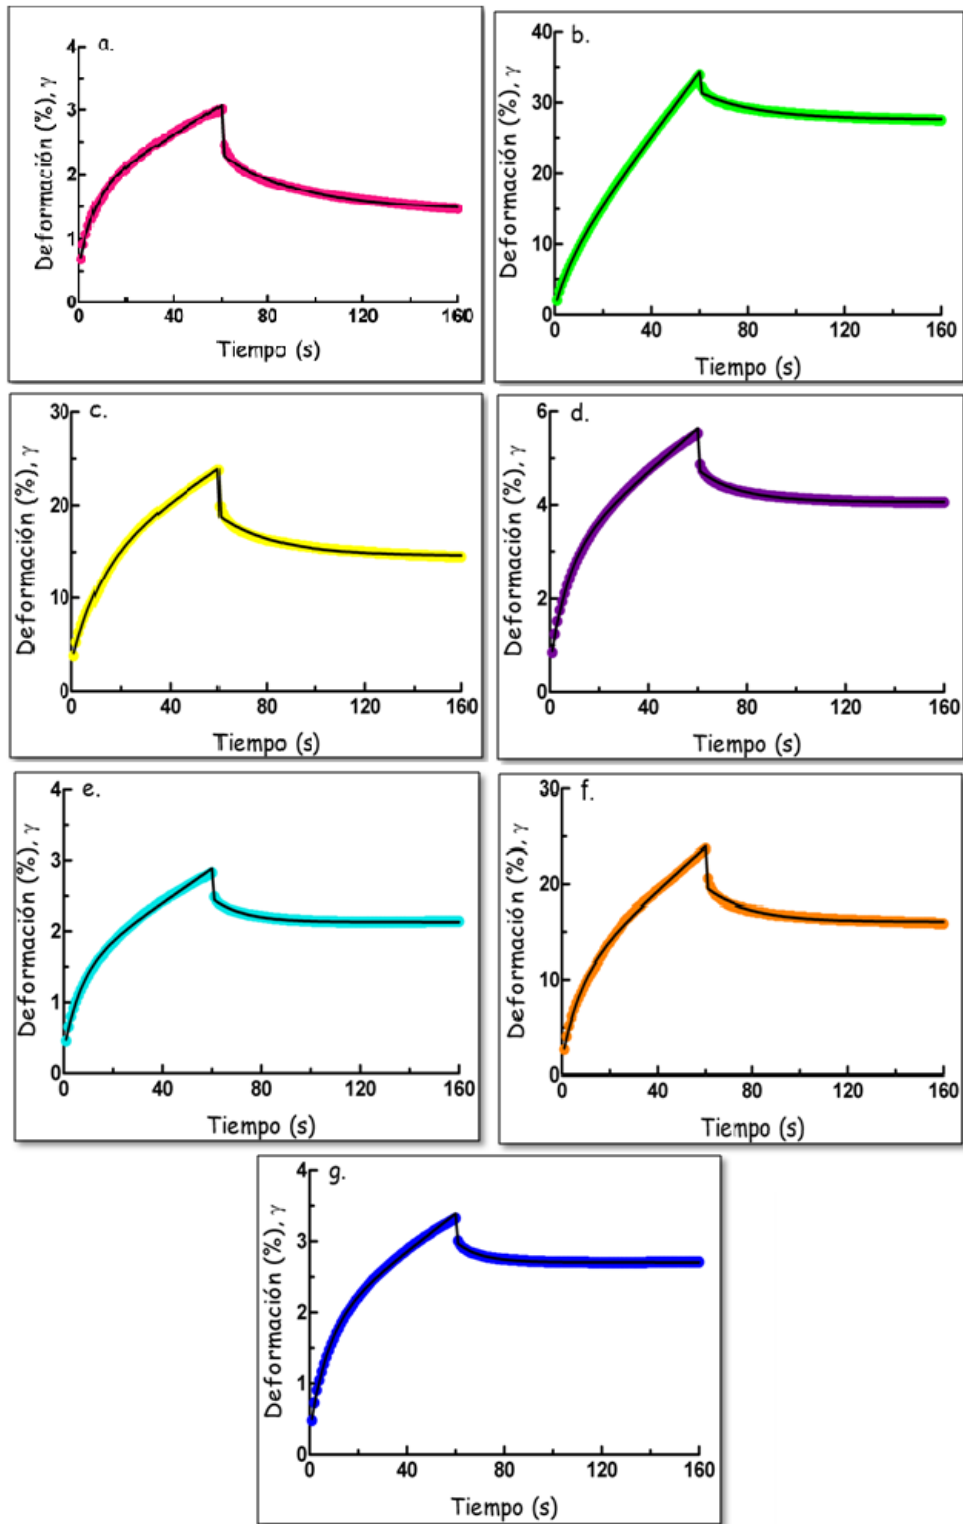 a.
4
3
2
1
0
Deformación (%), γ
0 40 80 120 160
Tiempo (s)
b.
40
30
20
10
0
Deformación (%), γ
0 40 80 120 160
Tiempo (s)
c.
30
20
10
0
Deformación (%), γ
0 40 80 120 160
Tiempo (s)
d.
6
4
2
0
Deformación (%), γ
0 40 80 120 160
Tiempo (s)
e.
4
3
2
1
0
Deformación (%), γ
0 40 80 120 160
Tiempo (s)
f.
30
20
10
0
Deformación (%), γ
0 40 80 120 160
Tiempo (s)
g.
4
3
2
1
0
Deformación (%), γ
0 40 80 120 160
Tiempo (s)